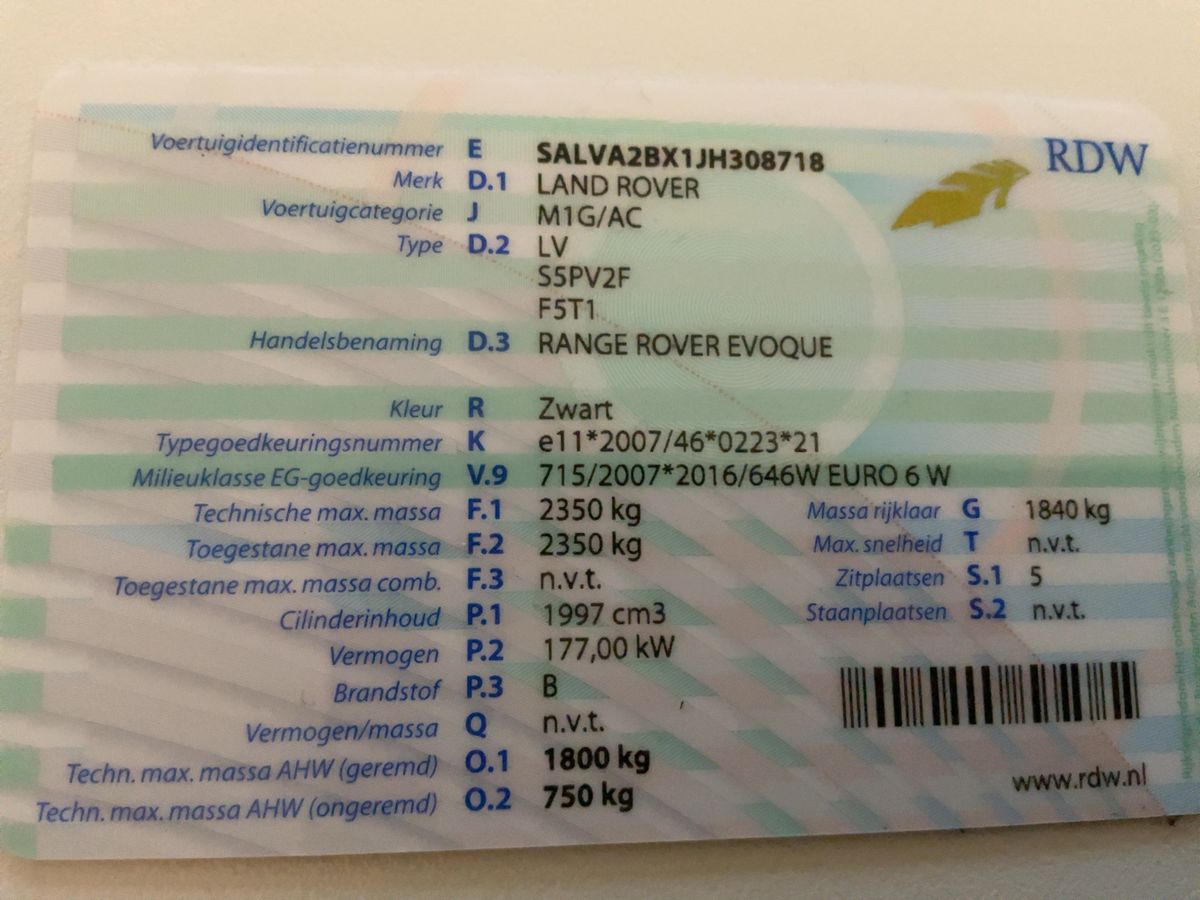 RDW
Voertuigidentificatienummer E SALVA2BX1JH308718
Merk D.1 LAND ROVER
Voertuigcategorie J M1G/AC
Type D.2 LV
S5PV2F
F5T1
Handelsbenaming D.3 RANGE ROVER EVOQUE
Kleur R Zwart
Typegoedkeuringsnummer K e11*2007/46*0223*21
Milieuklasse EG-goedkeuring V.9 715/2007*2016/646W EURO 6 W
Technische max. massa F.1 2350 kg
Toegestane max. massa F.2 2350 kg
Toegestane max. massa comb. F.3 n.v.t.
Cilinderinhoud P.1 1997 cm3
Vermogen P.2 177,00 kW
Brandstof P.3 B
Vermogen/massa Q n.v.t.
Techn. max. massa AHW (geremd) O.1 1800 kg
Techn. max. massa AHW (ongeremd) O.2 750 kg
Massa rijklaar G 1840 kg
Max. snelheid T n.v.t.
Zitplaatsen S.1 5
Staanplaatsen S.2 n.v.t.
www.rdw.nl